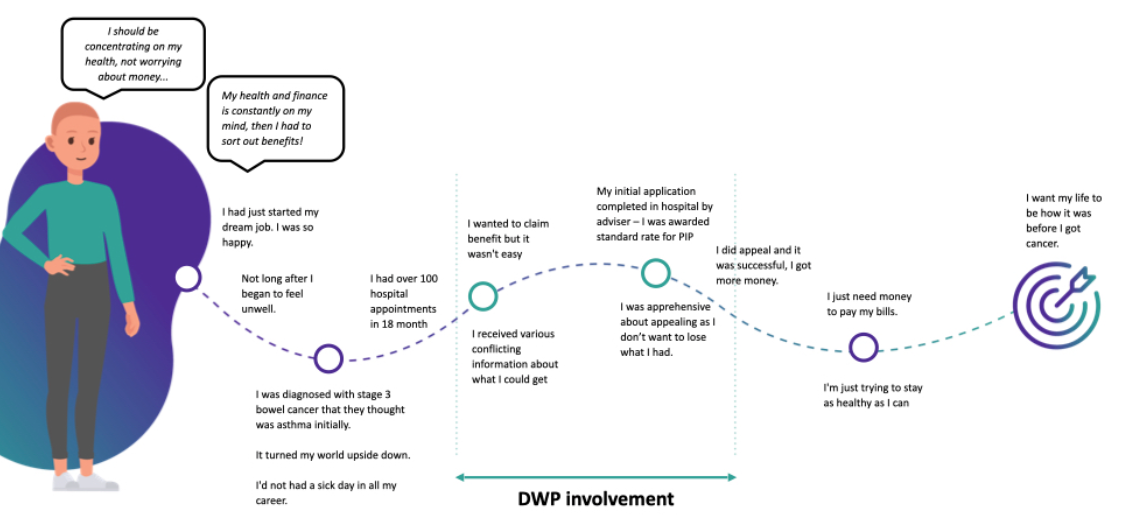 I should be
concentrating on my
health, not worrying
about money...
My health and finance
is constantly on my
mind, then I had to
sort out benefits!
I had just started my
dream job. I was so
happy.
Not long after I
began to feel
unwell.
I was diagnosed with stage 3
bowel cancer that they thought
was asthma initially.
It turned my world upside down.
I'd not had a sick day in all my
career.
I had over 100
hospital
appointments
in 18 month
I wanted to claim
benefit but it
wasn't easy
I received various
conflicting
information about
what I could get
My initial application
completed in hospital by
adviser – I was awarded
standard rate for PIP
I was apprehensive
about appealing as I
don't want to lose
what I had.
I did appeal and it
was successful, I got
more money.
DWP involvement
I just need money
to pay my bills.
I'm just trying to stay
as healthy as I can
I want my life to
be how it was
before I got
cancer.